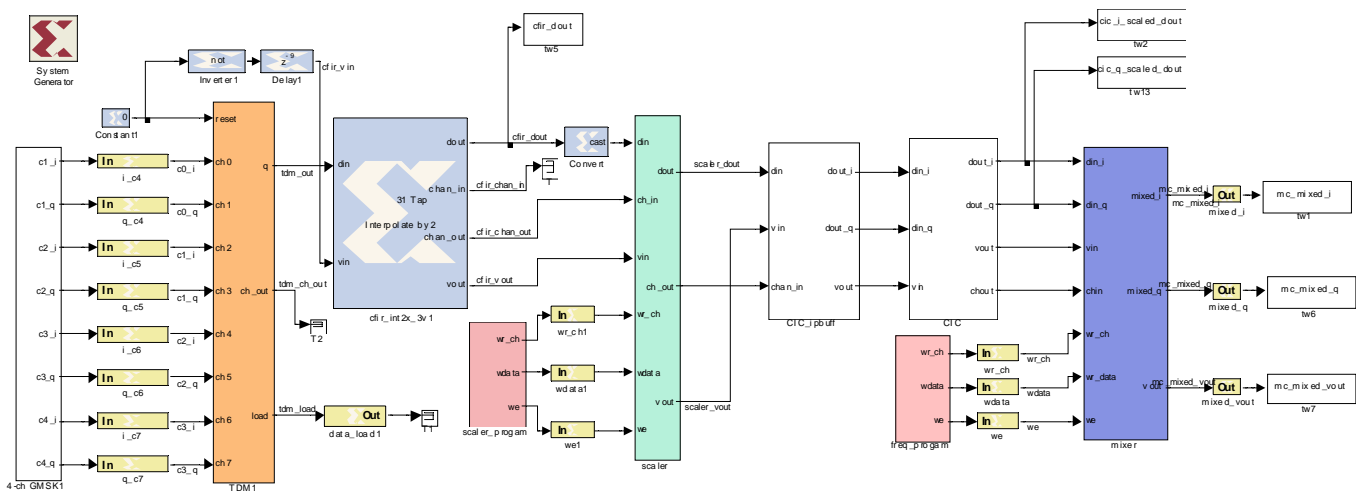 System
Generator
Constant1
0
not
Inverter1
z-9
Delay1
cfir_vin
cfir_dout
tw5
cic_i_scaled_dout
tw2
cic_q_scaled_dout
tw13
c1_i
c1_q
c2_i
c2_q
c3_i
c3_q
c4_i
c4_q
4-ch GMSK1
In
i_c4
In
q_c4
In
i_c5
In
q_c5
In
i_c6
In
q_c6
In
i_c7
In
q_c7
c0_i
c0_q
c1_i
c1_q
c2_i
c2_q
c3_i
c3_q
reset
ch0
ch1
ch2
ch3
ch4
ch5
ch6
ch7
q
ch_out
load
TDM1
tdm_out
tdm_ch_out
T2
tdm_load
Out
data_load1
T1
din
vin
31 Tap
Interpolate by 2
dout
chan_in
chan_out
vout
cfir_int2x_3v1
cfir_dout
cfir_chan_in
T
cfir_chan_out
cfir_vout
cast
Convert
wr_ch
wdata
we
scaler_progam
In
wr_ch1
In
wdata1
In
we1
din
ch_in
vin
wr_ch
wdata
we
dout
ch_out
vout
scaler
scaler_dout
scaler_vout
din
vin
chan_in
dout_i
dout_q
vout
CIC_ipbuff
din_i
din_q
vin
dout_i
dout_q
vout
chout
CIC
wr_ch
wdata
we
freq_progam
In
wr_ch
In
wdata
In
we
wr_ch
wdata
we
din_i
din_q
vin
chin
wr_ch
wr_data
we
mixed_i
mixed_q
vout
mixer
mc_mixed_i
mc_mixed_i
Out
mixed_i
mc_mixed_i
tw1
mc_mixed_q
Out
mixed_q
mc_mixed_q
tw6
mc_mixed_vout
Out
mixed_vout
mc_mixed_vout
tw7